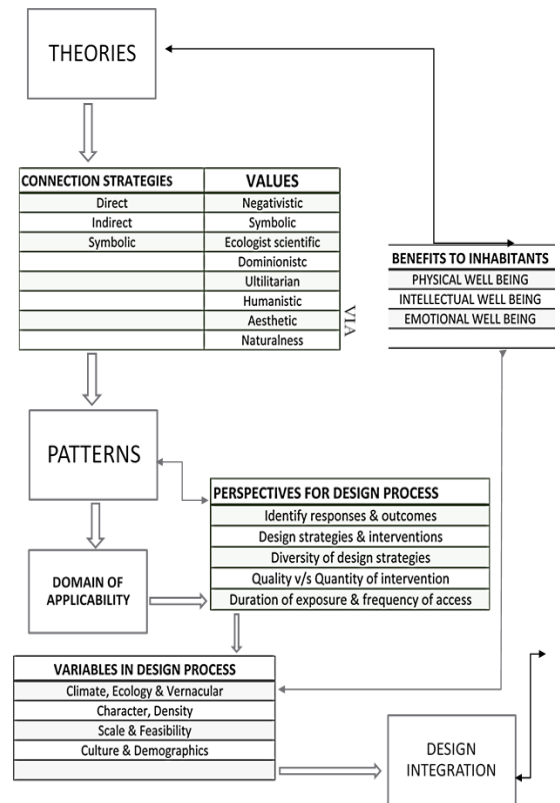 THEORIES
CONNECTION STRATEGIES VALUES
Direct Negativistic
Indirect Symbolic
Symbolic Ecologist scientific
Dominionistc
Ultilitarian
Humanistic
Aesthetic
Naturalness
VIA
BENEFITS TO INHABITANTS
PHYSICAL WELL BEING
INTELLECTUAL WELL BEING
EMOTIONAL WELL BEING
PATTERNS
PERSPECTIVES FOR DESIGN PROCESS
Identify responses & outcomes
Design strategies & interventions
Diversity of design strategies
Quality v/s Quantity of intervention
Duration of exposure & frequency of access
DOMAIN OF
APPLICABILITY
VARIABLES IN DESIGN PROCESS
Climate, Ecology & Vernacular
Character, Density
Scale & Feasibility
Culture & Demographics
DESIGN
INTEGRATION